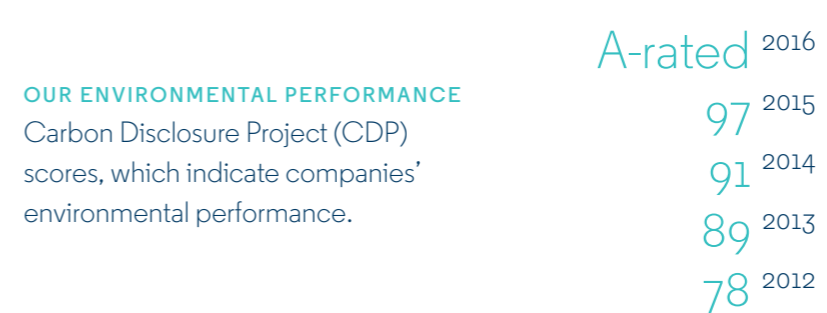 OUR ENVIRONMENTAL PERFORMANCE
Carbon Disclosure Project (CDP)
scores, which indicate companies’
environmental performance.
A-rated 2016
97 2015
91 2014
89 2013
78 2012